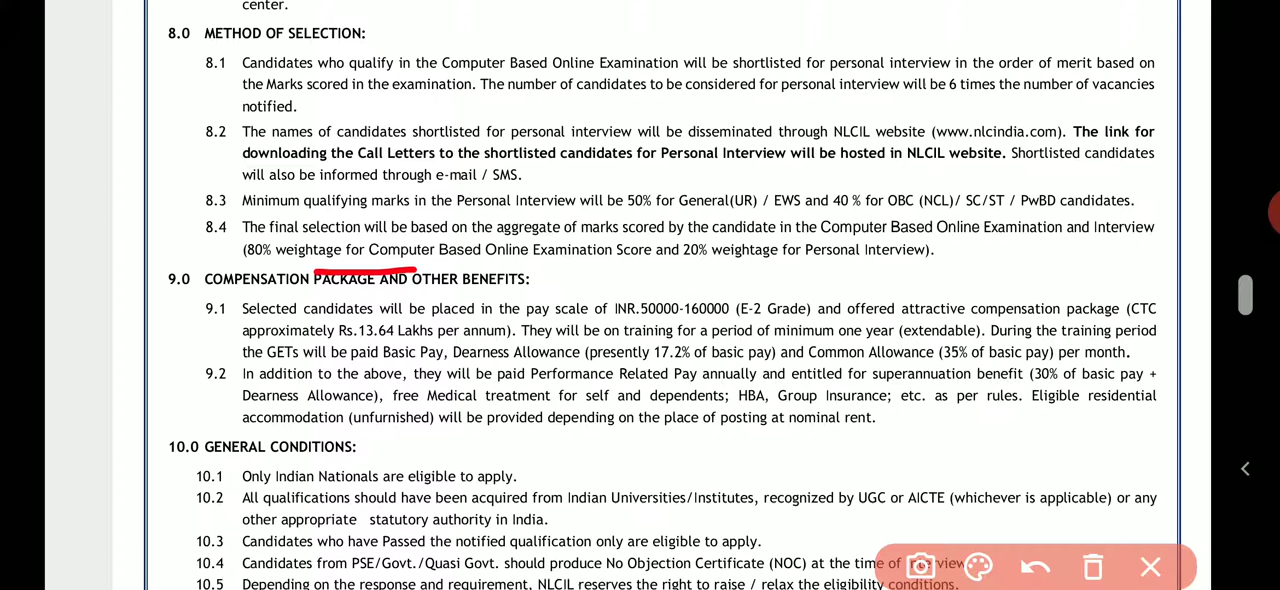 center.
8.0 METHOD OF SELECTION:
8.1 Candidates who qualify in the Computer Based Online Examination will be shortlisted for personal interview in the order of merit based on
the Marks scored in the examination. The number of candidates to be considered for personal interview will be 6 times the number of vacancies
notified.
8.2 The names of candidates shortlisted for personal interview will be disseminated through NLCIL website (www.nlcindia.com). The link for
downloading the Call Letters to the shortlisted candidates for Personal Interview will be hosted in NLCIL website. Shortlisted candidates
will also be informed through e-mail / SMS.
8.3 Minimum qualifying marks in the Personal Interview will be 50% for General(UR) / EWS and 40 % for OBC (NCL)/ SC/ST / PwBD candidates.
8.4 The final selection will be based on the aggregate of marks scored by the candidate in the Computer Based Online Examination and Interview
(80% weightage for Computer Based Online Examination Score and 20% weightage for Personal Interview).
9.0 COMPENSATION PACKAGE AND OTHER BENEFITS:
9.1 Selected candidates will be placed in the pay scale of INR.50000-160000 (E-2 Grade) and offered attractive compensation package (CTC
approximately Rs.13.64 Lakhs per annum). They will be on training for a period of minimum one year (extendable). During the training period
the GETs will be paid Basic Pay, Dearness Allowance (presently 17.2% of basic pay) and Common Allowance (35% of basic pay) per month.
9.2 In addition to the above, they will be paid Performance Related Pay annually and entitled for superannuation benefit (30% of basic pay +
Dearness Allowance), free Medical treatment for self and dependents; HBA, Group Insurance; etc. as per rules. Eligible residential
accommodation (unfurnished) will be provided depending on the place of posting at nominal rent.
10.0 GENERAL CONDITIONS:
10.1 Only Indian Nationals are eligible to apply.
10.2 All qualifications should have been acquired from Indian Universities/Institutes, recognized by UGC or AICTE (whichever is applicable) or any
other appropriate statutory authority in India.
10.3 Candidates who have Passed the notified qualification only are eligible to apply.
10.4 Candidates from PSE/Govt./Quasi Govt. should produce No Objection Certificate (NOC) at the time of
10.5 Depending on the response and requirement, NLCIL reserves the right to raise / relax the eligibility conditions.